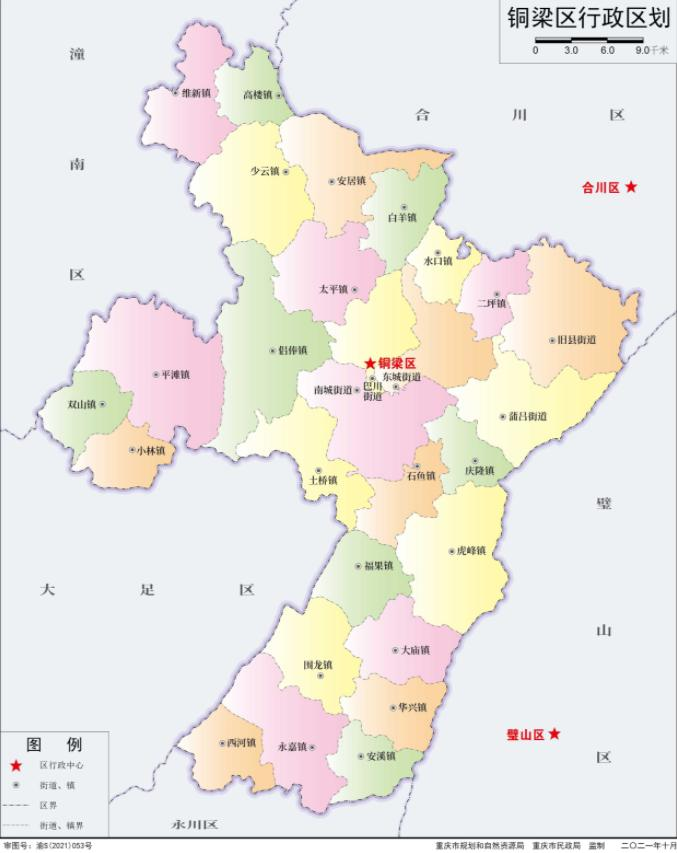 铜梁区行政区划
0 3.0 6.0 9.0千米
潼
南
区
合 川 区
合川区
维新镇
高楼镇
少云镇
安居镇
白羊镇
水口镇
太平镇
二坪镇
旧县街道
侣俸镇
平滩镇
铜梁区
东城街道
巴川
街道
南城街道
双山镇
蒲吕街道
小林镇
土桥镇
石鱼镇
庆隆镇
虎峰镇
福果镇
大 足 区
璧
山
区
围龙镇
大庙镇
华兴镇
璧山区
西河镇
永嘉镇
安溪镇
永川区
图 例
区行政中心
街道、镇
区界
街道、镇界
审图号：渝S(2021)053号
重庆市规划和自然资源局 重庆市民政局 监制 二〇二一年十月